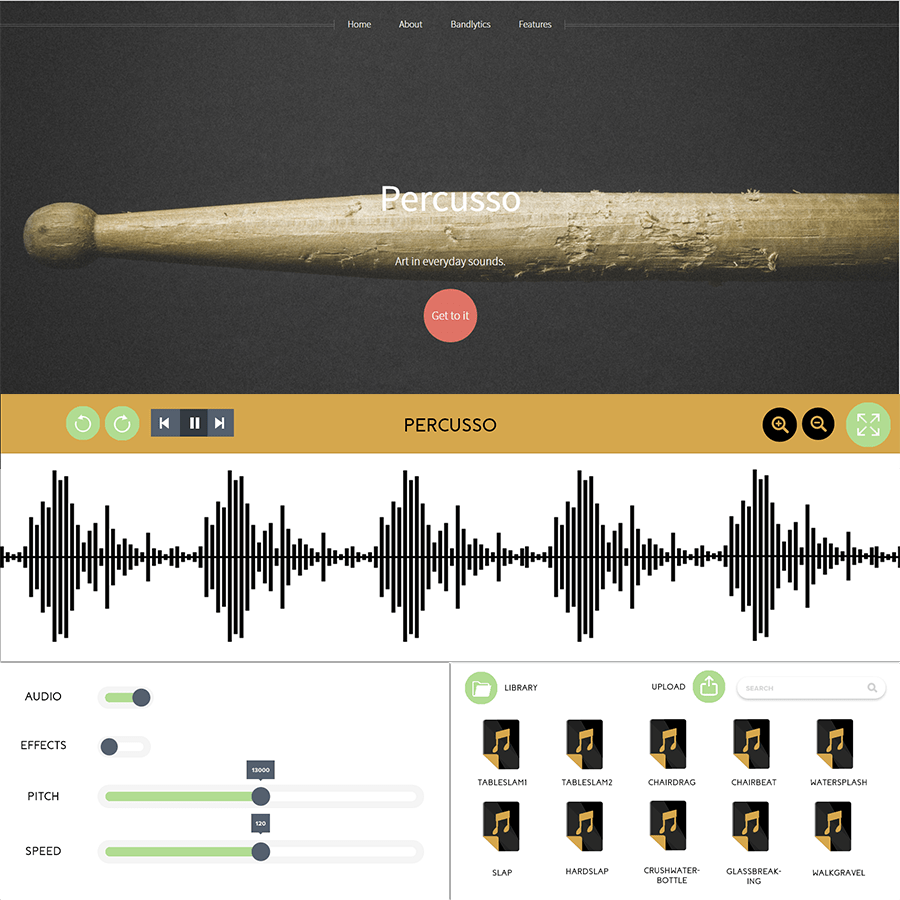 Home About Bandlytics Features
Percusso
Art in everyday sounds.
Get to it
PERCUSSO
AUDIO
EFFECTS
13000
PITCH
120
SPEED
LIBRARY UPLOAD SEARCH
TABLESLAM1 TABLESLAM2 CHAIRDRAG CHAIRBEAT WATERSPLASH
SLAP HARDSLAP CRUSHWATER- GLASSBREAK- WALKGRAVEL
BOTTLE ING